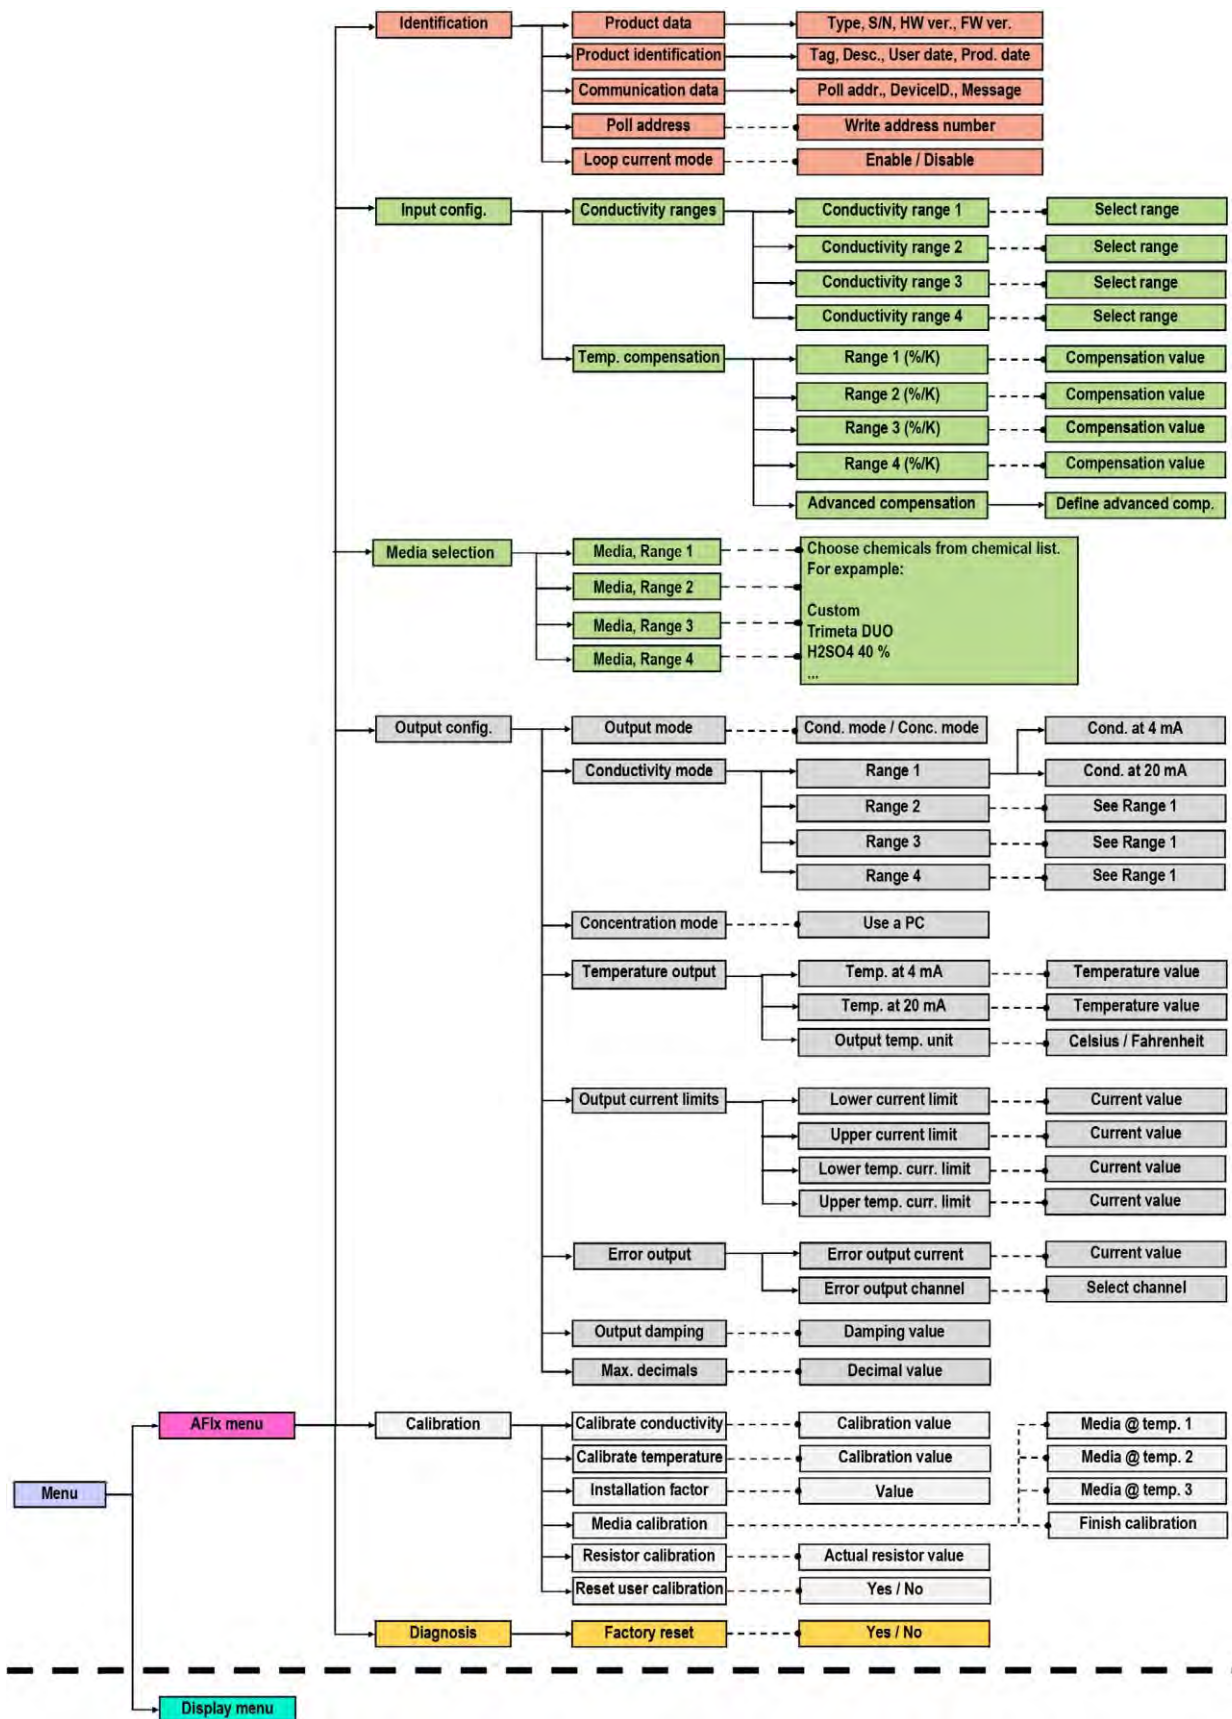 Identification
Product data
Type, S/N, HW ver., FW ver.
Product identification
Tag, Desc., User date, Prod. date
Communication data
Poll addr., DeviceID., Message
Poll address
Write address number
Loop current mode
Enable / Disable
Input config.
Conductivity ranges
Conductivity range 1
Select range
Conductivity range 2
Select range
Conductivity range 3
Select range
Conductivity range 4
Select range
Temp. compensation
Range 1 (%/K)
Compensation value
Range 2 (%/K)
Compensation value
Range 3 (%/K)
Compensation value
Range 4 (%/K)
Compensation value
Advanced compensation
Define advanced comp.
Media selection
Media, Range 1
Media, Range 2
Media, Range 3
Media, Range 4
Choose chemicals from chemical list.
For expample:
Custom
Trimeta DUO
H2SO4 40 %
...
Output config.
Output mode
Cond. mode / Conc. mode
Cond. at 4 mA
Conductivity mode
Range 1
Cond. at 20 mA
Range 2
See Range 1
Range 3
See Range 1
Range 4
See Range 1
Concentration mode
Use a PC
Temperature output
Temp. at 4 mA
Temperature value
Temp. at 20 mA
Temperature value
Output temp. unit
Celsius / Fahrenheit
Output current limits
Lower current limit
Current value
Upper current limit
Current value
Lower temp. curr. limit
Current value
Upper temp. curr. limit
Current value
Error output
Error output current
Current value
Error output channel
Select channel
Output damping
Damping value
Max. decimals
Decimal value
Menu
AFIx menu
Calibration
Calibrate conductivity
Calibration value
Media @ temp. 1
Calibrate temperature
Calibration value
Media @ temp. 2
Installation factor
Value
Media @ temp. 3
Media calibration
Finish calibration
Resistor calibration
Actual resistor value
Reset user calibration
Yes / No
Diagnosis
Factory reset
Yes / No
Display menu